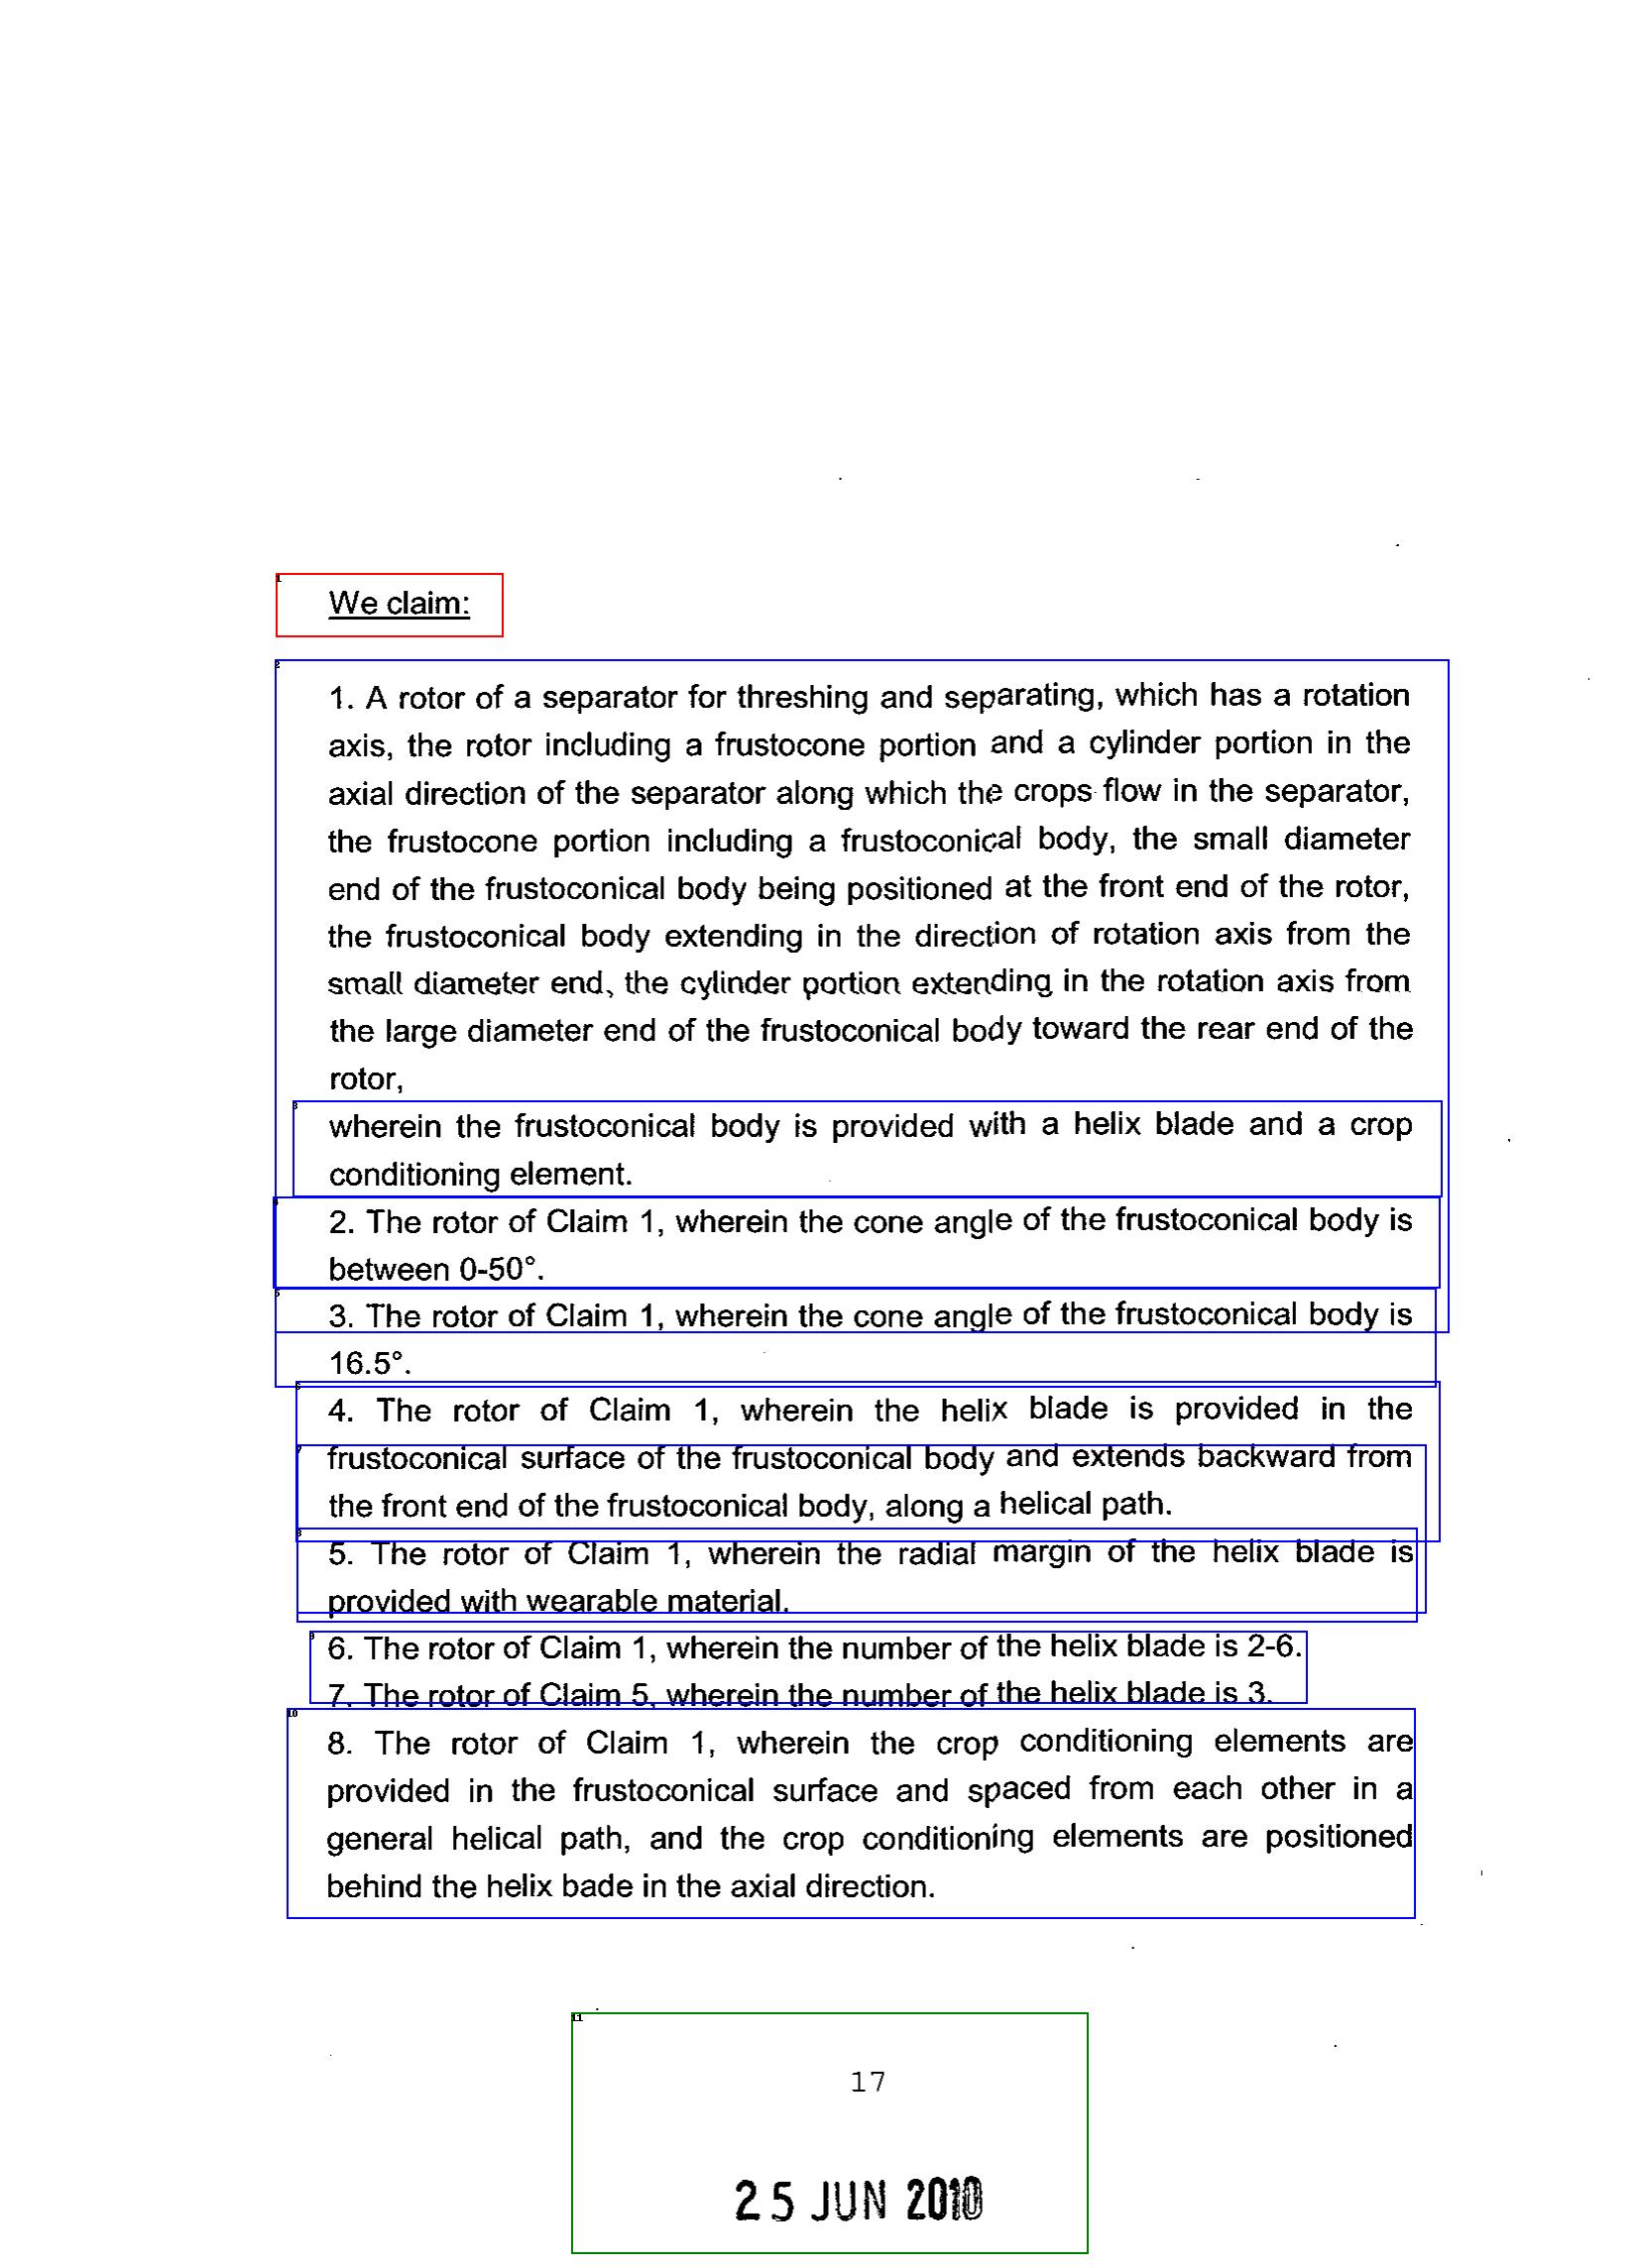 We claim:
1. A rotor of a separator for threshing and separating, which has a rotation
axis, the rotor including a frustocone portion and a cylinder portion in the
axial direction of the separator along which the crops flow in the separator,
the frustocone portion including a frustoconical body, the small diameter
end of the frustoconical body being positioned at the front end of the rotor,
the frustoconical body extending in the direction of rotation axis from the
small diameter end, the cylinder portion extending in the rotation axis from
the large diameter end of the frustoconical body toward the rear end of the
rotor,
wherein the frustoconical body is provided with a helix blade and a crop
conditioning element.
2. The rotor of Claim 1, wherein the cone angle of the frustoconical body is
between 0-50°.
3. The rotor of Claim 1, wherein the cone angle of the frustoconical body is
16.5°.
4. The rotor of Claim 1, wherein the helix blade is provided in the
frustoconical surface of the frustoconical body and extends backward from
the front end of the frustoconical body, along a helical path.
5. The rotor of Claim 1, wherein the radial margin of the helix blade is
provided with wearable material.
6. The rotor of Claim 1, wherein the number of the helix blade is 2-6.
7. The rotor of Claim 5, wherein the number of the helix blade is 3.
8. The rotor of Claim 1, wherein the crop conditioning elements are
provided in the frustoconical surface and spaced from each other in a
general helical path, and the crop conditioning elements are positioned
behind the helix bade in the axial direction.
17
25 JUN 2010